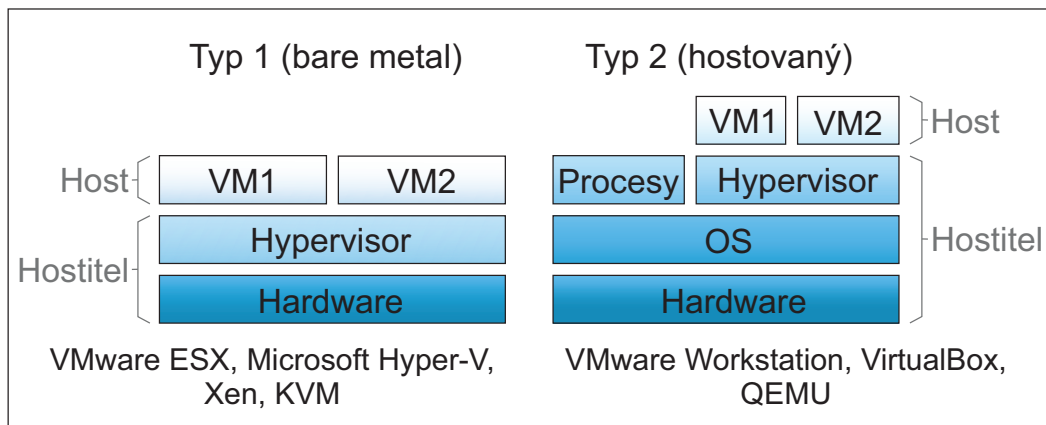 Typ 1 (bare metal)
Host
VM1
VM2
Hostitel
Hypervisor
Hardware
VMware ESX, Microsoft Hyper-V,
Xen, KVM
Typ 2 (hostovaný)
VM1
VM2
Host
Procesy
Hypervisor
OS
Hostitel
Hardware
VMware Workstation, VirtualBox,
QEMU